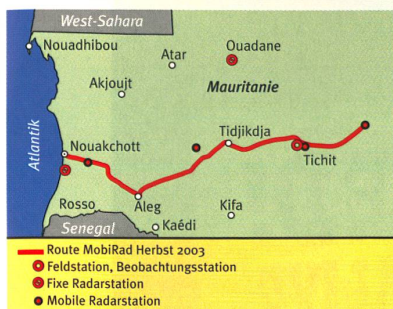 West-Sahara
Nouadhibou
Ouadane
Atar
Akjoujt
Mauritanie
Atlantik
Tidjikdja
Nouakchott
Tichit
Rosso
Aleg
Kifa
Kaédi
Senegal
Route MobiRad Herbst 2003
Feldstation, Beobachtungsstation
Fixe Radarstation
Mobile Radarstation